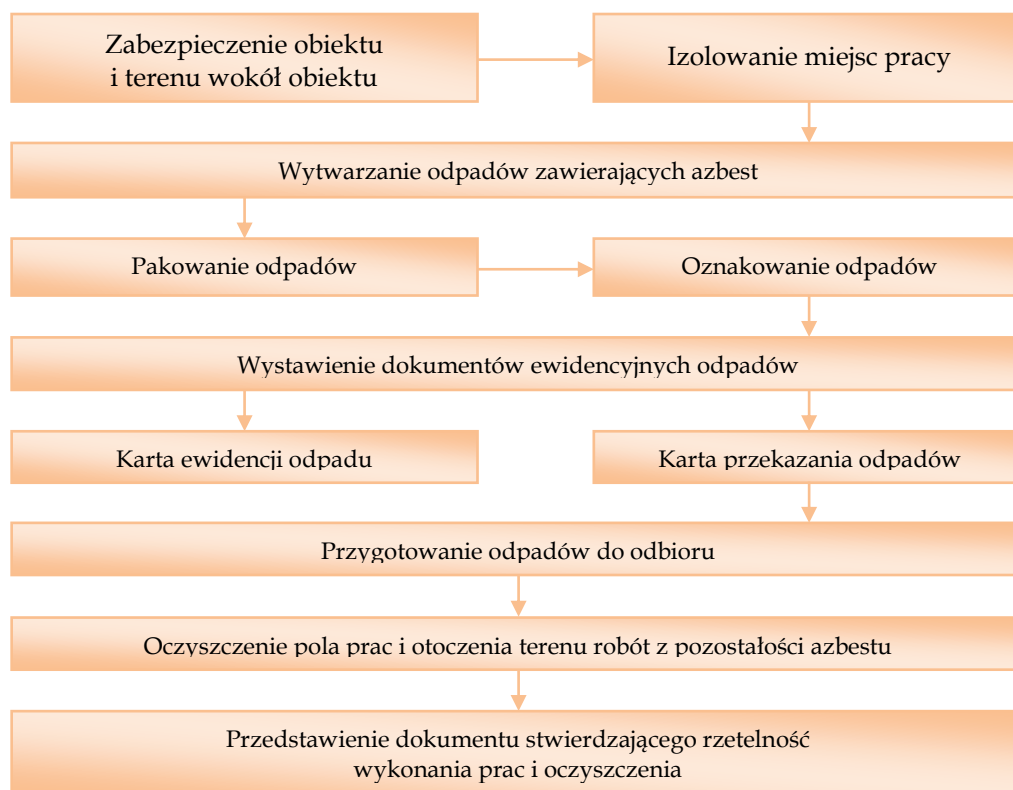 Zabezpieczenie obiektu
i terenu wokół obiektu
Izolowanie miejsc pracy
Wytwarzanie odpadów zawierających azbest
Pakowanie odpadów
Oznakowanie odpadów
Wystawienie dokumentów ewidencyjnych odpadów
Karta ewidencji odpadu
Karta przekazania odpadów
Przygotowanie odpadów do odbioru
Oczyszczenie pola prac i otoczenia terenu robót z pozostałości azbestu
Przedstawienie dokumentu stwierdzającego rzetelność
wykonania prac i oczyszczenia